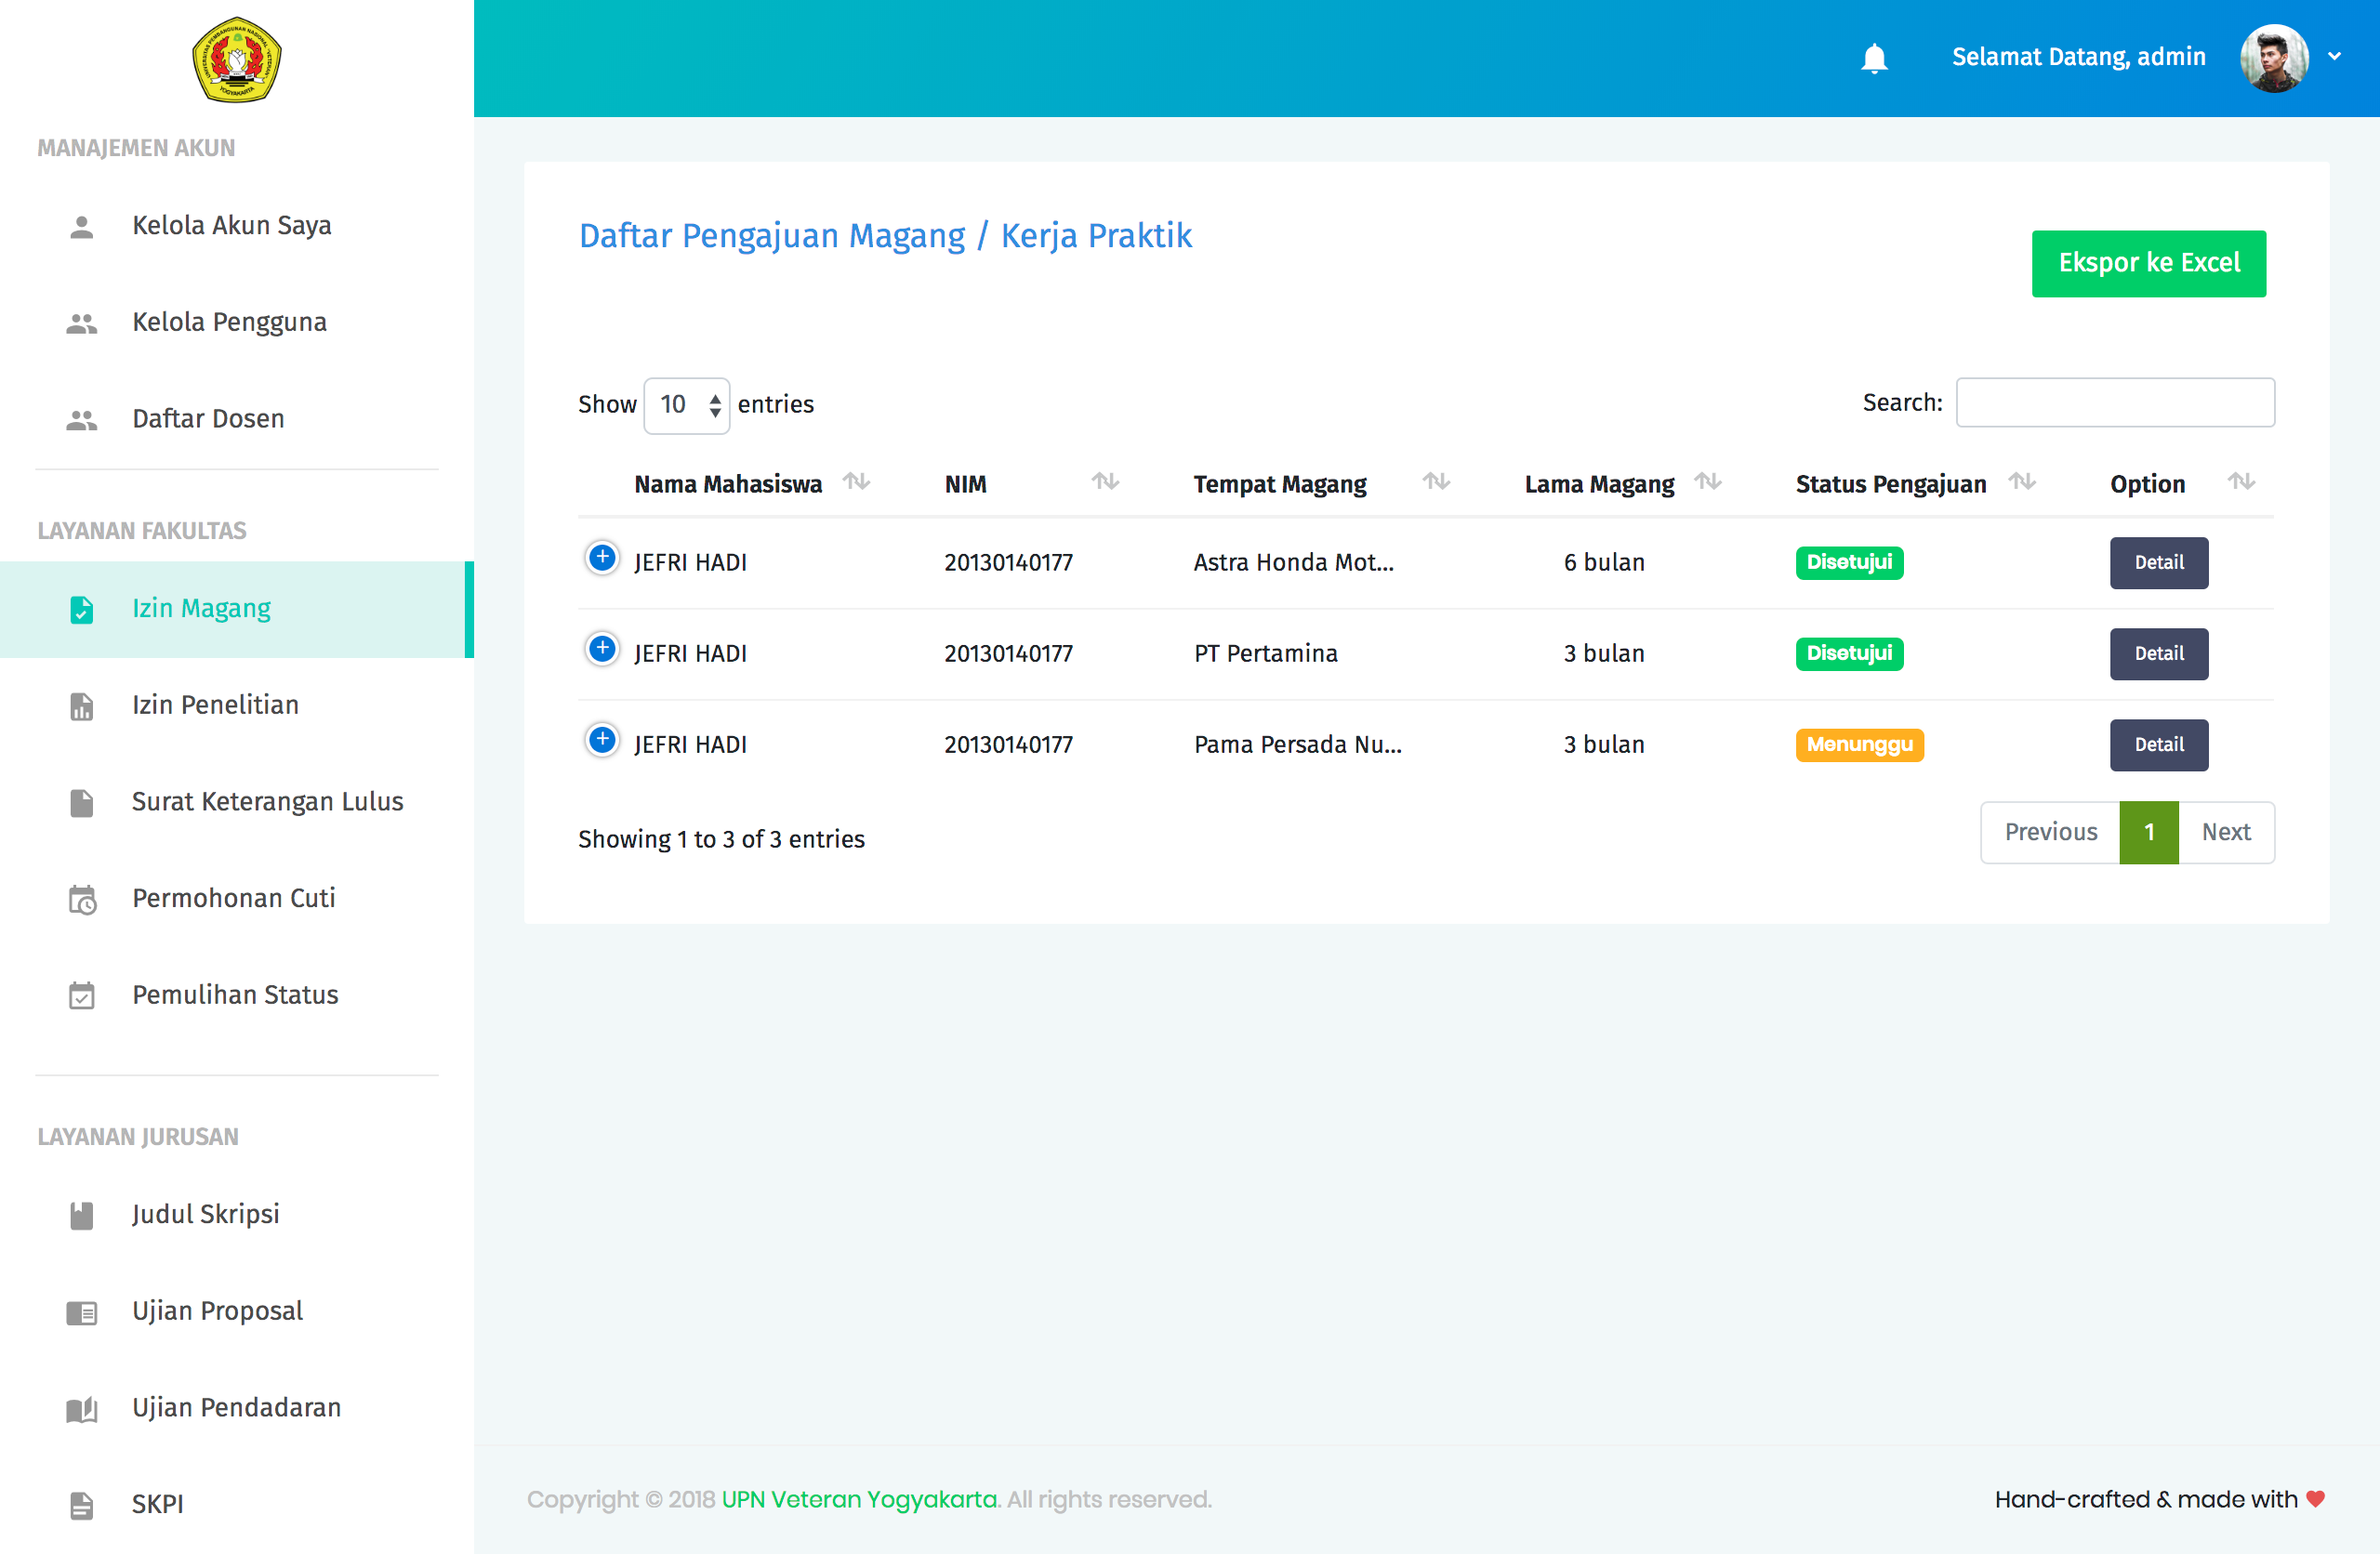 UNIVERSITAS PEMBANGUNAN NASIONAL "VETERAN"
YOGYAKARTA
Selamat Datang, admin
MANAJEMEN AKUN
Kelola Akun Saya
Kelola Pengguna
Daftar Dosen
LAYANAN FAKULTAS
Izin Magang
Izin Penelitian
Surat Keterangan Lulus
Permohonan Cuti
Pemulihan Status
LAYANAN JURUSAN
Judul Skripsi
Ujian Proposal
Ujian Pendadaran
SKPI
Daftar Pengajuan Magang / Kerja Praktik
Ekspor ke Excel
Show 10 entries
Search:
Nama Mahasiswa NIM Tempat Magang Lama Magang Status Pengajuan Option
JEFRI HADI 20130140177 Astra Honda Mot... 6 bulan Disetujui Detail
JEFRI HADI 20130140177 PT Pertamina 3 bulan Disetujui Detail
JEFRI HADI 20130140177 Pama Persada Nu... 3 bulan Menunggu Detail
Showing 1 to 3 of 3 entries
Previous 1 Next
Copyright © 2018 UPN Veteran Yogyakarta. All rights reserved.
Hand-crafted & made with